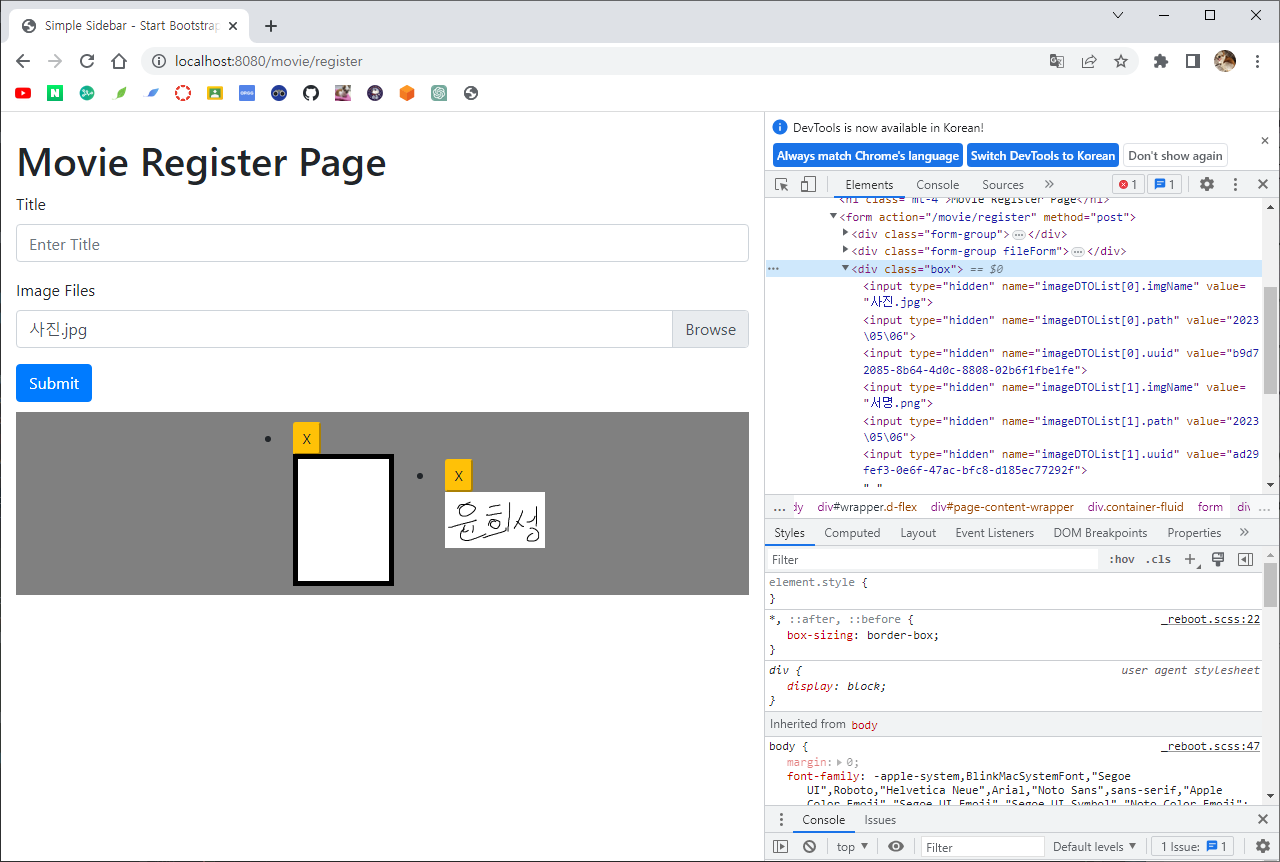 Simple Sidebar - Start Bootstrap
localhost:8080/movie/register
DevTools is now available in Korean!
Always match Chrome's language
Switch DevTools to Korean
Don't show again
Elements
Console
Sources
1
1
<h1 class="mt-4">Movie Register Page</h1>
<form action="/movie/register" method="post">
<div class="form-group"> … </div>
<div class="form-group fileForm"> … </div>
… <div class="box"> == $0
<input type="hidden" name="imageDTOList[0].imgName" value=
"사진.jpg">
<input type="hidden" name="imageDTOList[0].path" value="2023
\05\06">
<input type="hidden" name="imageDTOList[0].uuid" value="b9d7
2085-8b64-4d0c-8808-02b6f1fbe1fe">
<input type="hidden" name="imageDTOList[1].imgName" value=
"서명.png">
<input type="hidden" name="imageDTOList[1].path" value="2023
\05\06">
<input type="hidden" name="imageDTOList[1].uuid" value="ad29
fef3-0e6f-47ac-bfc8-d185ec77292f">
" "
… dy div#wrapper.d-flex div#page-content-wrapper div.container-fluid form div …
Styles
Computed
Layout
Event Listeners
DOM Breakpoints
Properties
Filter
:hov .cls
element.style {
}
*, ::after, ::before {
_reboot.scss:22
box-sizing: border-box;
}
div {
user agent stylesheet
display: block;
}
Inherited from body
body {
_reboot.scss:47
margin: 0;
font-family: -apple-system,BlinkMacSystemFont,"Segoe
UI",Roboto,"Helvetica Neue",Arial,"Noto Sans",sans-serif,"Apple
Color Emoji","Segoe UI Emoji","Segoe UI Symbol","Noto Color Emoji";
Console
Issues
top
Filter
Default levels
1 Issue: 1
Movie Register Page
Title
Enter Title
Image Files
사진.jpg
Browse
Submit
X
X
윤희성